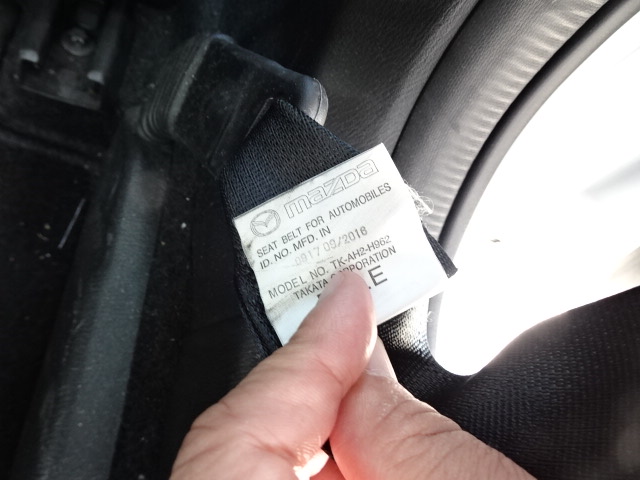 mazda
SEAT BELT FOR AUTOMOBILES
ID. NO. MFD. IN
0917 09/2016
MODEL NO. TK-AH2-H962
TAKATA CORPORATION